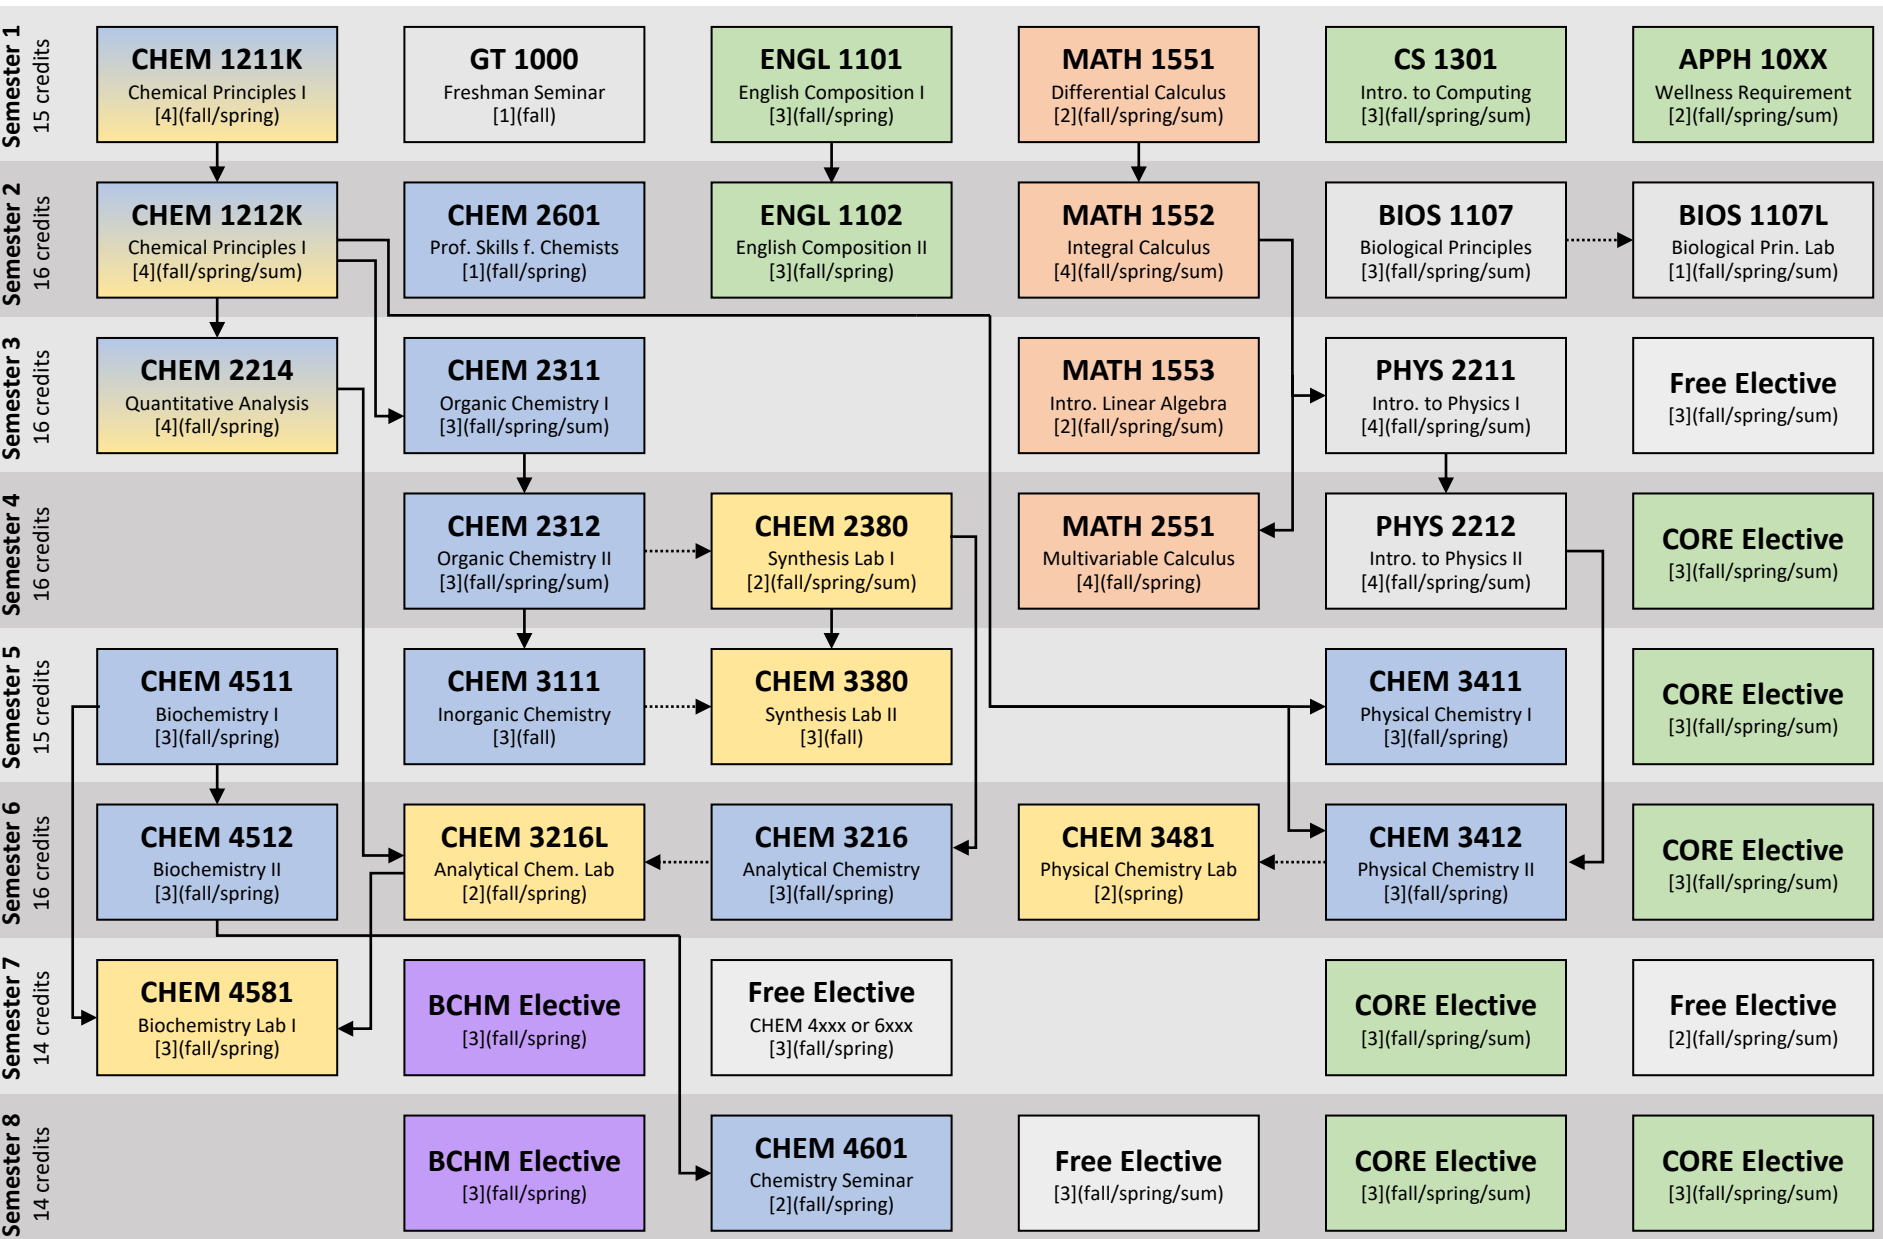 Semester 1
15 credits
CHEM 1211K
Chemical Principles I
[4](fall/spring)
GT 1000
Freshman Seminar
[1](fall)
ENGL 1101
English Composition I
[3](fall/spring)
MATH 1551
Differential Calculus
[2](fall/spring/sum)
CS 1301
Intro. to Computing
[3](fall/spring/sum)
APPH 10XX
Wellness Requirement
[2](fall/spring/sum)
Semester 2
16 credits
CHEM 1212K
Chemical Principles I
[4](fall/spring/sum)
CHEM 2601
Prof. Skills f. Chemists
[1](fall/spring)
ENGL 1102
English Composition II
[3](fall/spring)
MATH 1552
Integral Calculus
[4](fall/spring/sum)
BIOS 1107
Biological Principles
[3](fall/spring/sum)
BIOS 1107L
Biological Prin. Lab
[1](fall/spring/sum)
Semester 3
16 credits
CHEM 2214
Quantitative Analysis
[4](fall/spring)
CHEM 2311
Organic Chemistry I
[3](fall/spring/sum)
MATH 1553
Intro. Linear Algebra
[2](fall/spring/sum)
PHYS 2211
Intro. to Physics I
[4](fall/spring/sum)
Free Elective
[3](fall/spring/sum)
Semester 4
16 credits
CHEM 2312
Organic Chemistry II
[3](fall/spring/sum)
CHEM 2380
Synthesis Lab I
[2](fall/spring/sum)
MATH 2551
Multivariable Calculus
[4](fall/spring)
PHYS 2212
Intro. to Physics II
[4](fall/spring/sum)
CORE Elective
[3](fall/spring/sum)
Semester 5
15 credits
CHEM 4511
Biochemistry I
[3](fall/spring)
CHEM 3111
Inorganic Chemistry
[3](fall)
CHEM 3380
Synthesis Lab II
[3](fall)
CHEM 3411
Physical Chemistry I
[3](fall/spring)
CORE Elective
[3](fall/spring/sum)
Semester 6
16 credits
CHEM 4512
Biochemistry II
[3](fall/spring)
CHEM 3216L
Analytical Chem. Lab
[2](fall/spring)
CHEM 3216
Analytical Chemistry
[3](fall/spring)
CHEM 3481
Physical Chemistry Lab
[2](spring)
CHEM 3412
Physical Chemistry II
[3](fall/spring)
CORE Elective
[3](fall/spring/sum)
Semester 7
14 credits
CHEM 4581
Biochemistry Lab I
[3](fall/spring)
BCHM Elective
[3](fall/spring)
Free Elective
CHEM 4xxx or 6xxx
[3](fall/spring)
CORE Elective
[3](fall/spring/sum)
Free Elective
[2](fall/spring/sum)
Semester 8
14 credits
BCHM Elective
[3](fall/spring)
CHEM 4601
Chemistry Seminar
[2](fall/spring)
Free Elective
[3](fall/spring/sum)
CORE Elective
[3](fall/spring/sum)
CORE Elective
[3](fall/spring/sum)